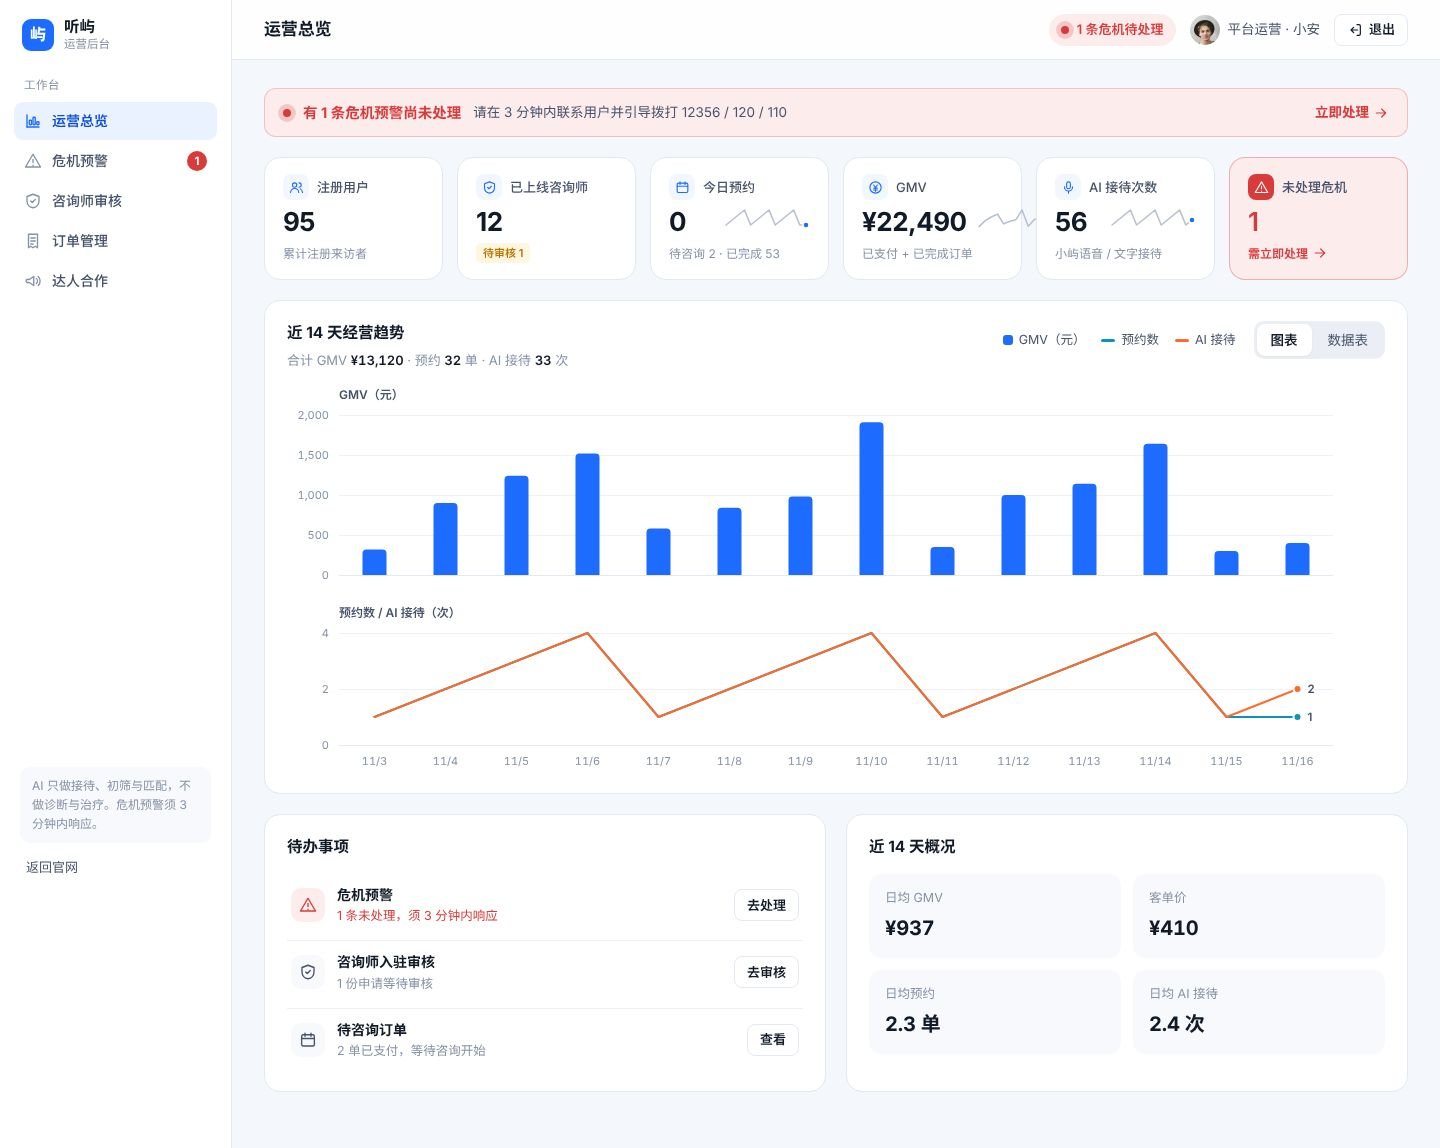 屿
听屿
运营后台
工作台
运营总览
危机预警
1
咨询师审核
订单管理
达人合作
AI 只做接待、初筛与匹配，不
做诊断与治疗。危机预警须 3
分钟内响应。
返回官网
运营总览
1 条危机待处理
平台运营 · 小安
退出
有 1 条危机预警尚未处理 请在 3 分钟内联系用户并引导拨打 12356 / 120 / 110
立即处理 →
注册用户
95
累计注册来访者
已上线咨询师
12
待审核 1
今日预约
0
待咨询 2 · 已完成 53
GMV
¥22,490
已支付 + 已完成订单
AI 接待次数
56
小屿语音 / 文字接待
未处理危机
1
需立即处理 →
近 14 天经营趋势
合计 GMV ¥13,120 · 预约 32 单 · AI 接待 33 次
GMV（元）
预约数
AI 接待
图表
数据表
GMV（元）
2,000
1,500
1,000
500
0
预约数 / AI 接待（次）
4
2
0
2
1
11/3 11/4 11/5 11/6 11/7 11/8 11/9 11/10 11/11 11/12 11/13 11/14 11/15 11/16
待办事项
危机预警
1 条未处理，须 3 分钟内响应
去处理
咨询师入驻审核
1 份申请等待审核
去审核
待咨询订单
2 单已支付，等待咨询开始
查看
近 14 天概况
日均 GMV
¥937
客单价
¥410
日均预约
2.3 单
日均 AI 接待
2.4 次